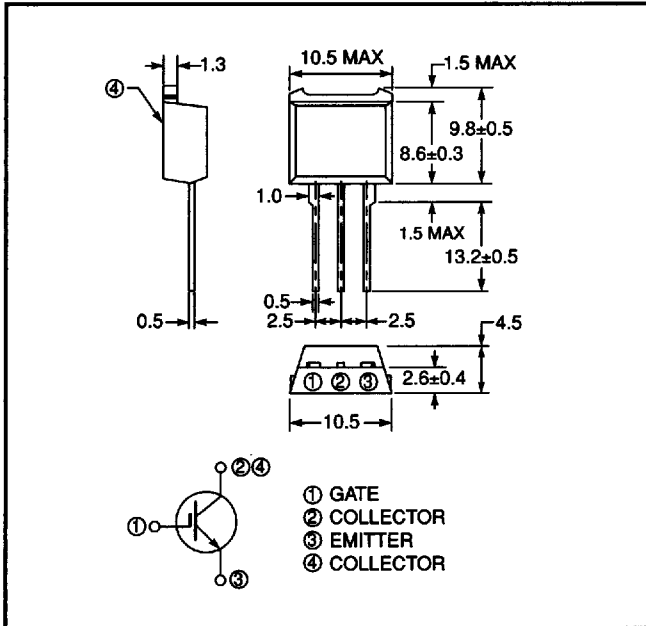 10.5 MAX
1.3
1.5 MAX
④
9.8±0.5
8.6±0.3
1.0
1.5 MAX
13.2±0.5
0.5
0.5
2.5
2.5
4.5
① ② ③
2.6±0.4
10.5
②④
①
③
① GATE
② COLLECTOR
③ EMITTER
④ COLLECTOR